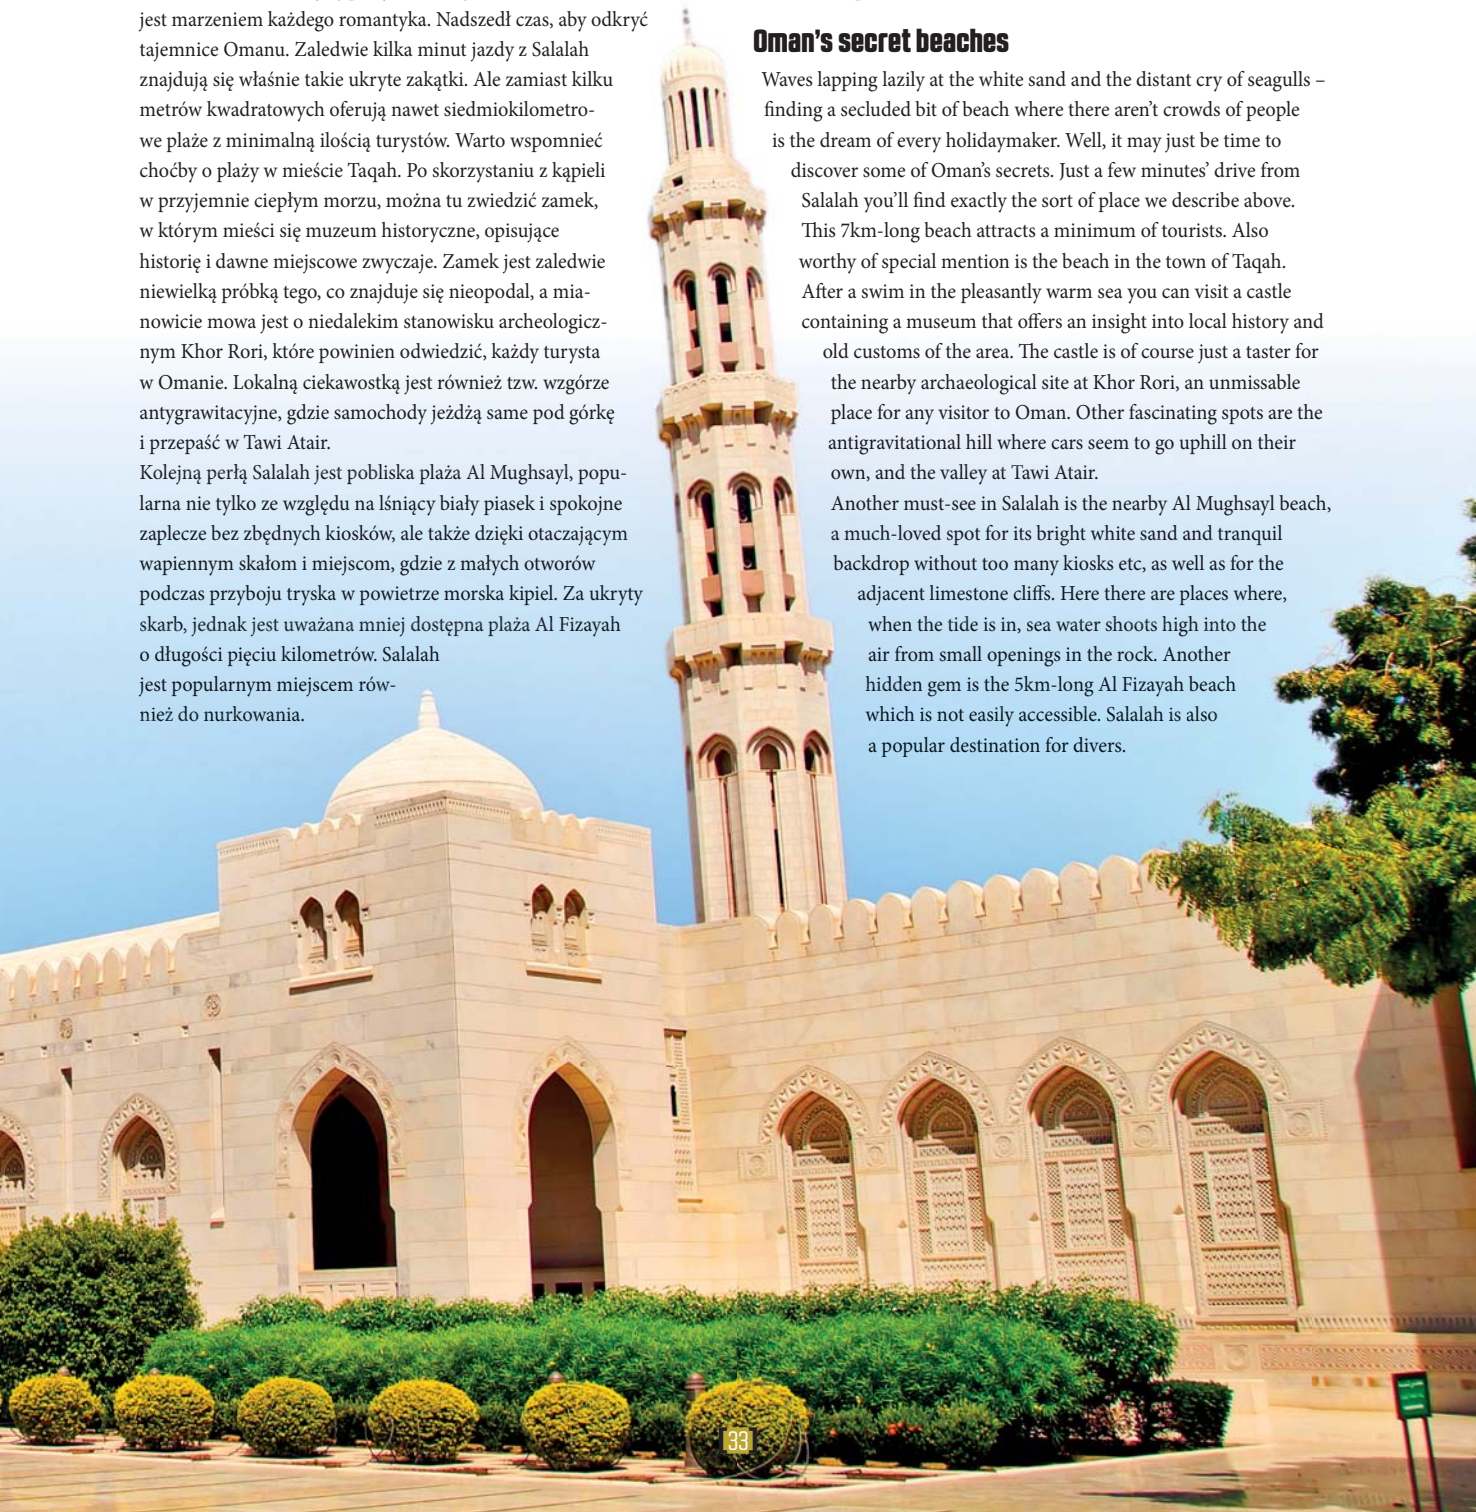 jest marzeniem każdego romantyka. Nadszedł czas, aby odkryć
tajemnice Omanu. Zaledwie kilka minut jazdy z Salalah
znajdują się właśnie takie ukryte zakątki. Ale zamiast kilku
metrów kwadratowych oferują nawet siedmiokilometro-
we plaże z minimalną ilością turystów. Warto wspomnieć
choćby o plaży w mieście Taqah. Po skorzystaniu z kąpieli
w przyjemnie ciepłym morzu, można tu zwiedzić zamek,
w którym mieści się muzeum historyczne, opisujące
historię i dawne miejscowe zwyczaje. Zamek jest zaledwie
niewielką próbką tego, co znajduje się nieopodal, a mia-
nowicie mowa jest o niedalekim stanowisku archeologicz-
nym Khor Rori, które powinien odwiedzić, każdy turysta
w Omanie. Lokalną ciekawostką jest również tzw. wzgórze
antygrawitacyjne, gdzie samochody jeżdżą same pod górkę
i przepaść w Tawi Atair.
Kolejną perłą Salalah jest pobliska plaża Al Mughsayl, popu-
larna nie tylko ze względu na lśniący biały piasek i spokojne
zaplecze bez zbędnych kiosków, ale także dzięki otaczającym
wapiennym skałom i miejscom, gdzie z małych otworów
podczas przyboju tryska w powietrze morska kipiel. Za ukryty
skarb, jednak jest uważana mniej dostępna plaża Al Fizayah
o długości pięciu kilometrów. Salalah
jest popularnym miejscem rów-
nież do nurkowania.
Oman's secret beaches
Waves lapping lazily at the white sand and the distant cry of seagulls –
finding a secluded bit of beach where there aren't crowds of people
is the dream of every holidaymaker. Well, it may just be time to
discover some of Oman's secrets. Just a few minutes' drive from
Salalah you'll find exactly the sort of place we describe above.
This 7km-long beach attracts a minimum of tourists. Also
worthy of special mention is the beach in the town of Taqah.
After a swim in the pleasantly warm sea you can visit a castle
containing a museum that offers an insight into local history and
old customs of the area. The castle is of course just a taster for
the nearby archaeological site at Khor Rori, an unmissable
place for any visitor to Oman. Other fascinating spots are the
antigravitational hill where cars seem to go uphill on their
own, and the valley at Tawi Atair.
Another must-see in Salalah is the nearby Al Mughsayl beach,
a much-loved spot for its bright white sand and tranquil
backdrop without too many kiosks etc, as well as for the
adjacent limestone cliffs. Here there are places where,
when the tide is in, sea water shoots high into the
air from small openings in the rock. Another
hidden gem is the 5km-long Al Fizayah beach
which is not easily accessible. Salalah is also
a popular destination for divers.
33